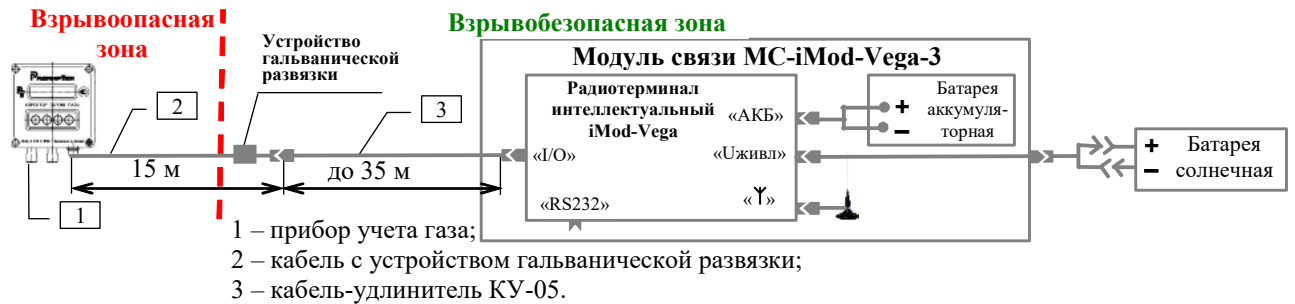 Взрывоопасная
зона
Взрывобезопасная зона
Устройство
гальванической
развязки
Модуль связи MC-iMod-Vega-3
Радиотерминал
интеллектуальный
iMod-Vega
«АКБ»
«I/O»
«Uживл»
«RS232»
Батарея
аккумуля-
торная
+
−
+
−
Батарея
солнечная
2
3
15 м
до 35 м
1
1 – прибор учета газа;
2 – кабель с устройством гальванической развязки;
3 – кабель-удлинитель КУ-05.